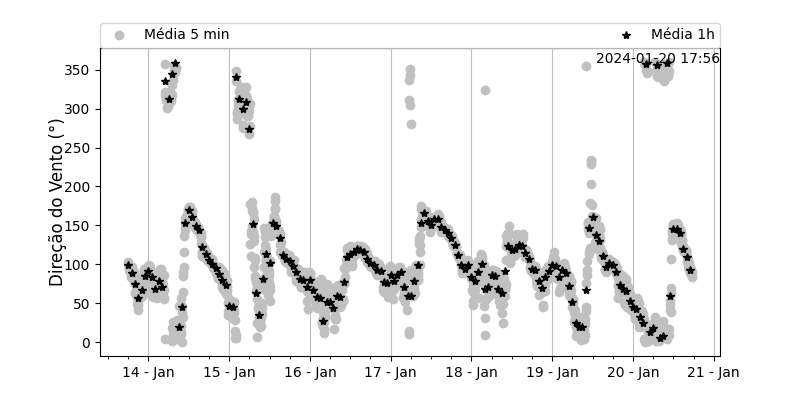 Média 5 min
Média 1h
2024-01-20 17:56
Direção do Vento (°)
350
300
250
200
150
100
50
0
14 - Jan
15 - Jan
16 - Jan
17 - Jan
18 - Jan
19 - Jan
20 - Jan
21 - Jan